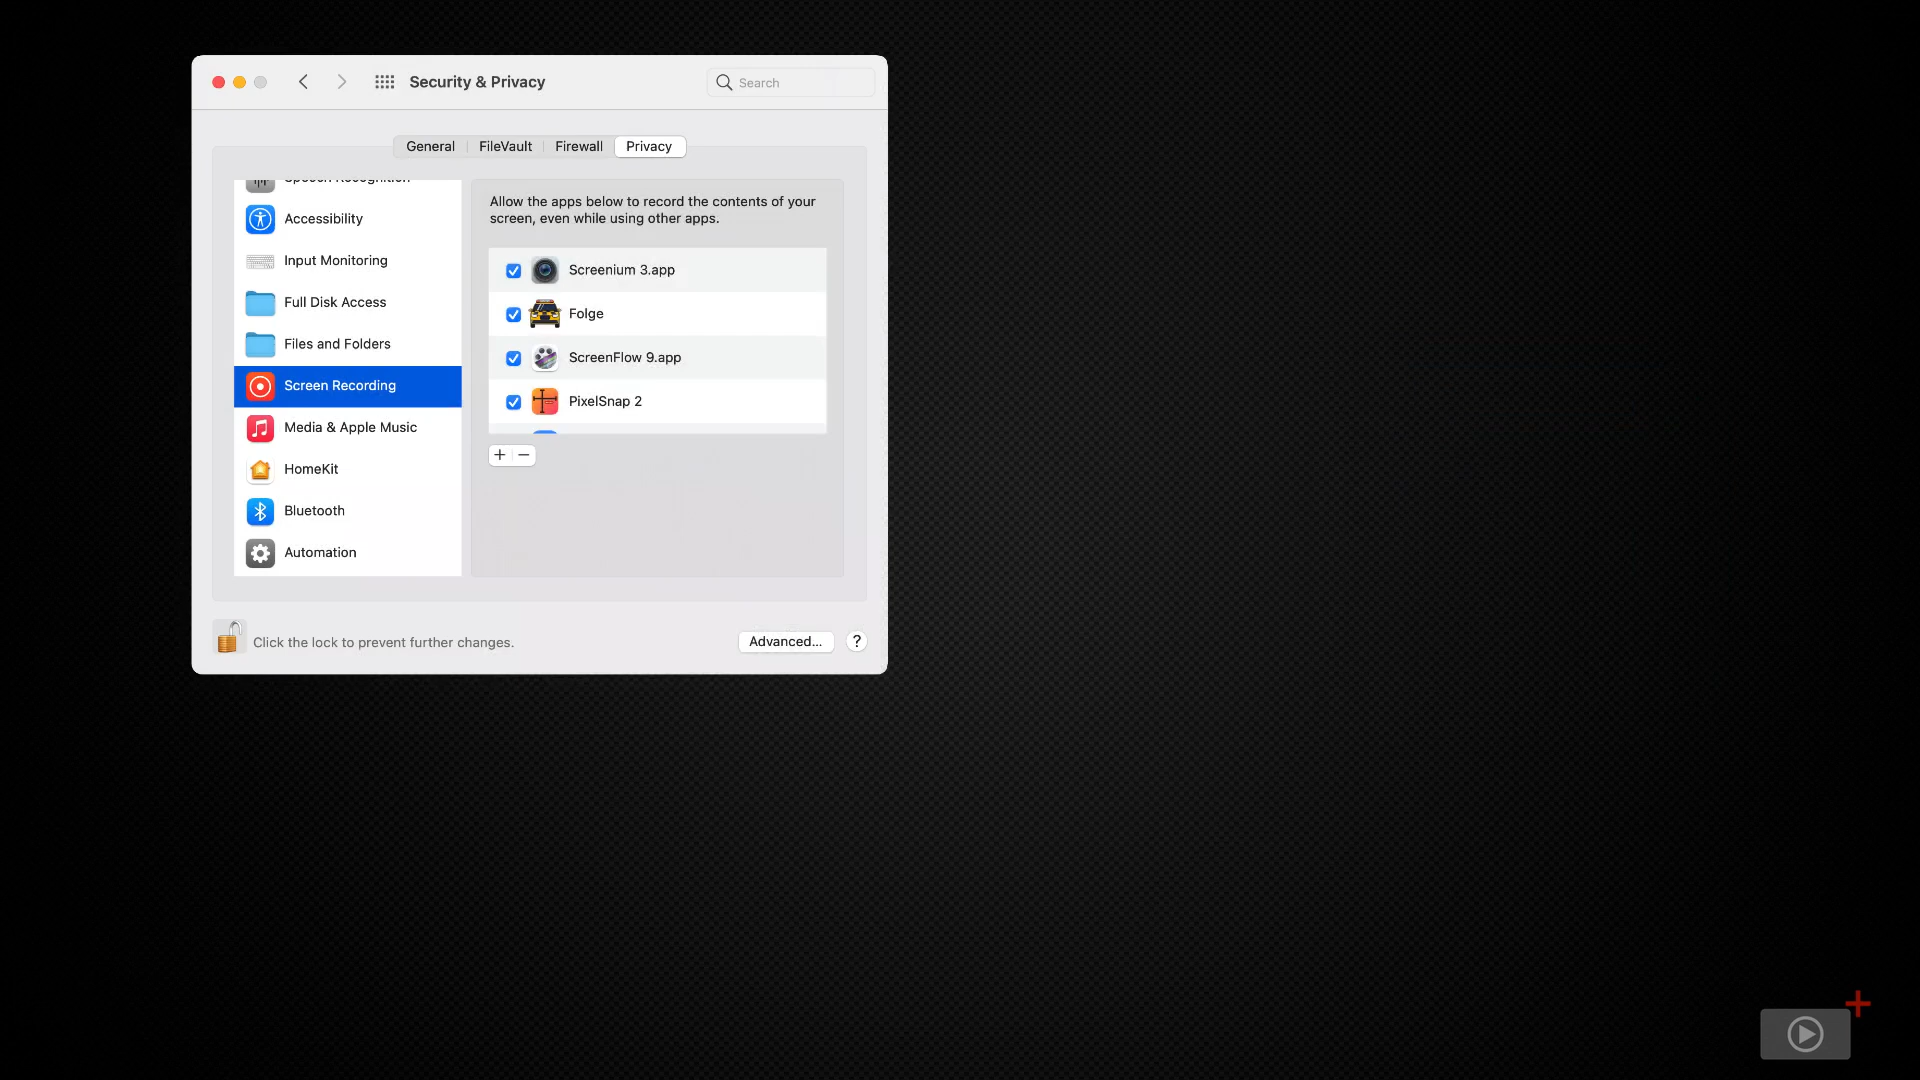 Security & Privacy
Search
General
FileVault
Firewall
Privacy
Speech Recognition
Accessibility
Input Monitoring
Full Disk Access
Files and Folders
Screen Recording
Media & Apple Music
HomeKit
Bluetooth
Automation
Allow the apps below to record the contents of your
screen, even while using other apps.
Screenium 3.app
Folge
ScreenFlow 9.app
PixelSnap 2
Click the lock to prevent further changes.
Advanced...
?